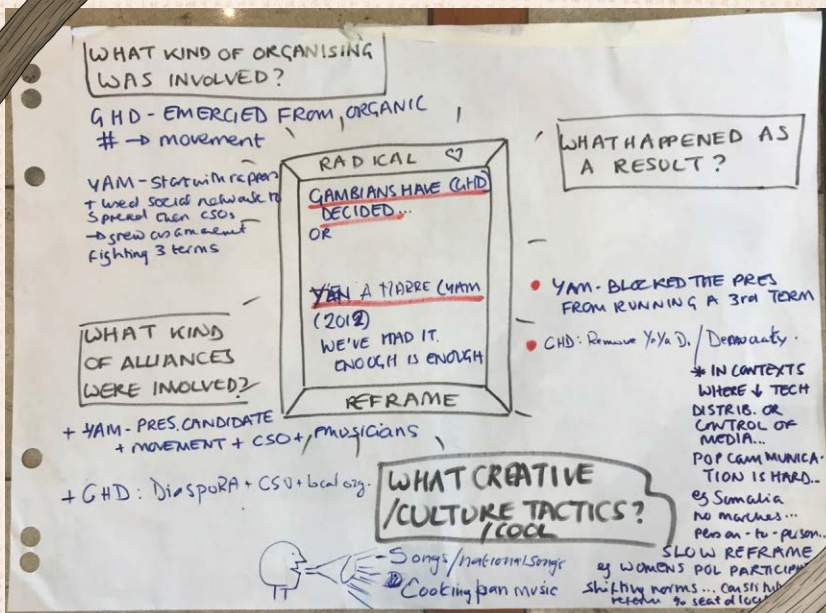 WHAT KIND OF ORGANISING
WAS INVOLVED?
GHD - EMERGED FROM, ORGANIC
# → movement
YAM - Start with rappers
+ used social network to
Spread then CSOs
→ grew as a movement
fighting 3 terms
RADICAL ♡
GAMBIANS HAVE (GHD)
DECIDED...
OR
YEN A MARRE (YAM
(2012)
WE'VE HAD IT.
ENOUGH IS ENOUGH
REFRAME
WHAT HAPPENED AS
A RESULT?
• YAM - BLOCKED THE PRES
FROM RUNNING A 3rd TERM
• GHD: Remove YaYa D. / Democracy.
* IN CONTEXTS
WHERE ↓ TECH
DISTRIB. OR
CONTROL OF
MEDIA...
POP COMMUNICA-
TION IS HARD...
eg Somalia
no marches...
Person-to-person...
SLOW REFRAME
eg WOMENS POL PARTICIP
shifting norms...
seat
WHAT KIND
OF ALLIANCES
WERE INVOLVED?
+ YAM - PRES. CANDIDATE
+ MOVEMENT + CSO +, musicians
+ GHD: DiaspoRA + CSO + local org.
WHAT CREATIVE
/CULTURE TACTICS?
/COOL
- Songs/national songs
Cooking pan music